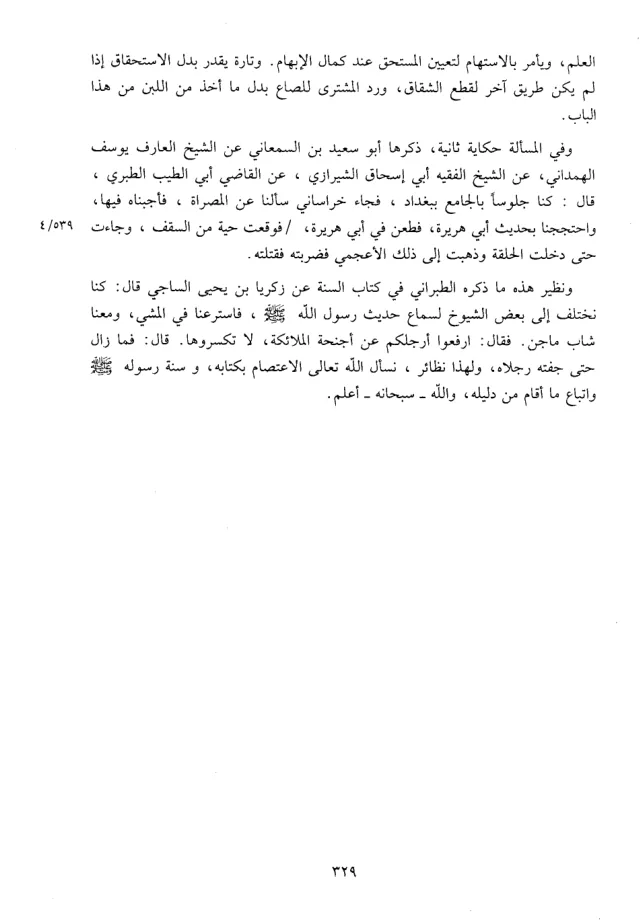 العلم، ويأمر بالاستهام لتعيين المستحق عند كمال الإبهام. وتارة يقدر بدل الاستحقاق إذا
لم يكن طريق آخر لقطع الشقاق، ورد المشترى للصاع بدل ما أخذ من اللبن من هذا
الباب.
وفي المسألة حكاية ثانية، ذكرها أبو سعيد بن السمعاني عن الشيخ العارف يوسف
الهمداني، عن الشيخ الفقيه أبي إسحاق الشيرازي ، عن القاضي أبي الطيب الطبري ،
قال : كنا جلوساً بالجامع ببغداد ، فجاء خراساني سألنا عن المصراة ، فأجبناه فيها،
واحتججنا بحديث أبي هريرة، فطعن في أبي هريرة، / فوقعت حية من السقف ، وجاءت ٤/٥٣٩
حتى دخلت الحلقة وذهبت إلى ذلك الأعجمي فضربته فقتلته.
ونظير هذه ما ذكره الطبراني في كتاب السنة عن زكريا بن يحيى الساجي قال: كنا
نختلف إلى بعض الشيوخ لسماع حديث رسول اللّه ﷺ ، فاسترعنا في المشي، ومعنا
شاب ماجن. فقال: ارفعوا أرجلكم عن أجنحة الملائكة، لا تكسروها. قال: فما زال
حتى جفته رجلاه، ولهذا نظائر ، نسأل اللّه تعالى الاعتصام بكتابه، و سنة رسوله ﷺ
واتباع ما أقام من دليله، واللّه ـ سبحانه ـ أعلم.
٣٢٩